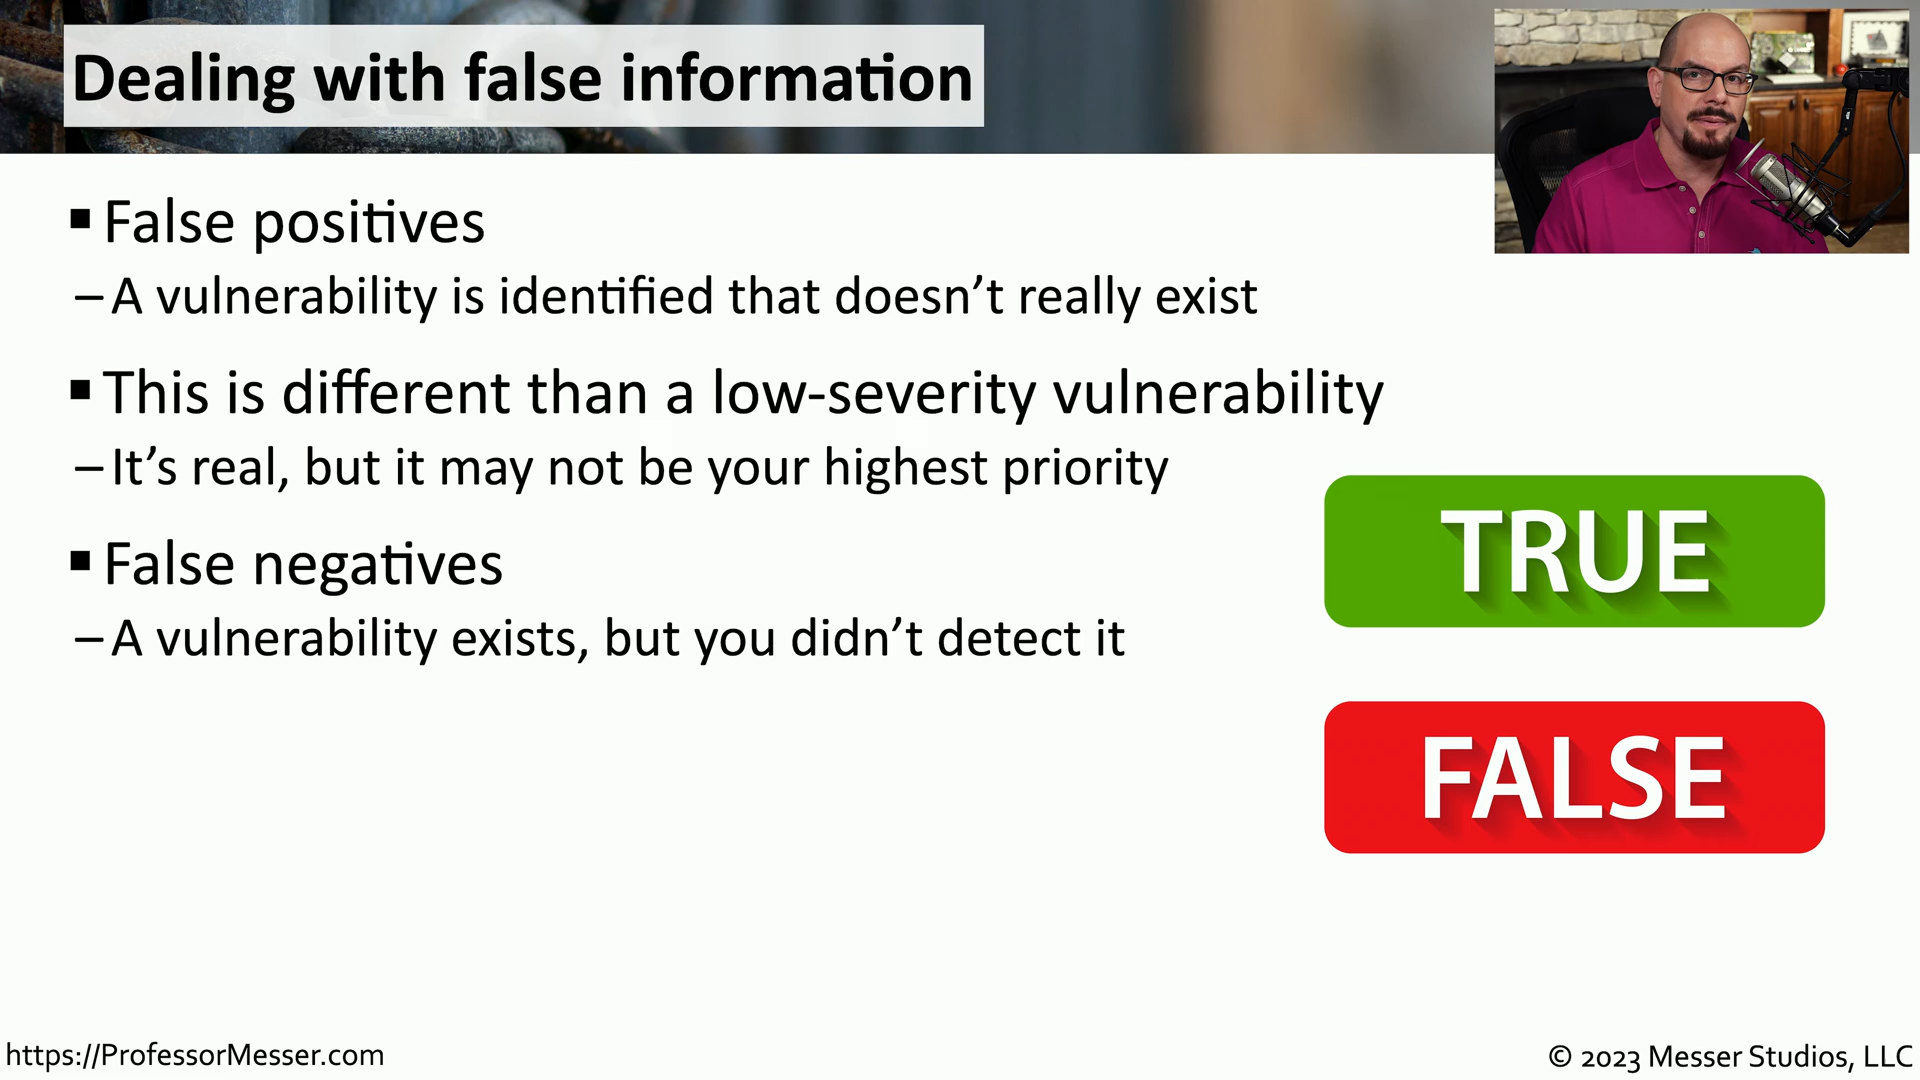 Dealing with false information
▪ False positives
– A vulnerability is identified that doesn’t really exist
▪ This is different than a low-severity vulnerability
– It’s real, but it may not be your highest priority
▪ False negatives
– A vulnerability exists, but you didn’t detect it
TRUE
FALSE
https://ProfessorMesser.com
© 2023 Messer Studios, LLC